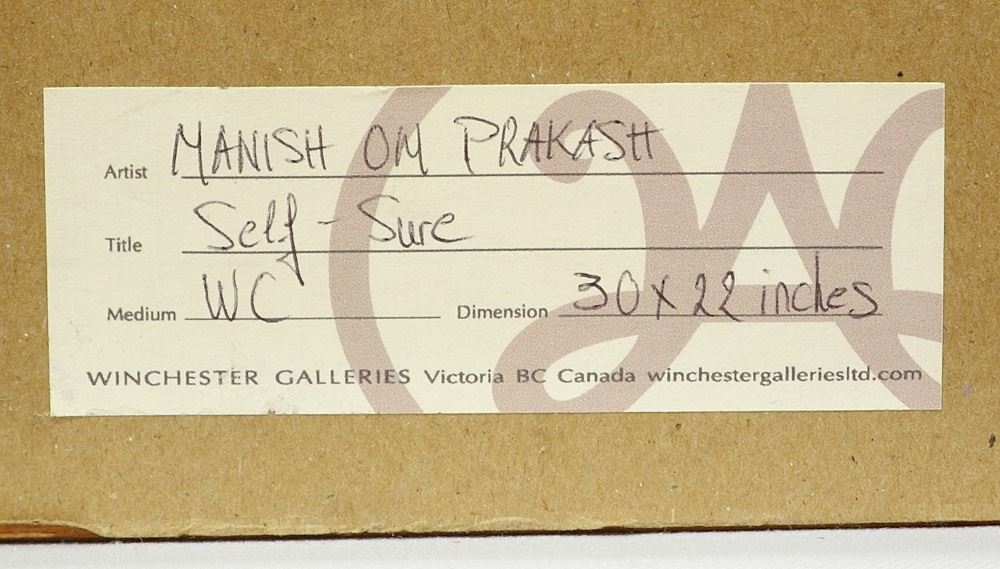 Artist MANISH OM PRAKASH
Title Self-Sure
Medium WC Dimension 30 x 22 inches
WINCHESTER GALLERIES Victoria BC Canada winchestergalleriesltd.com